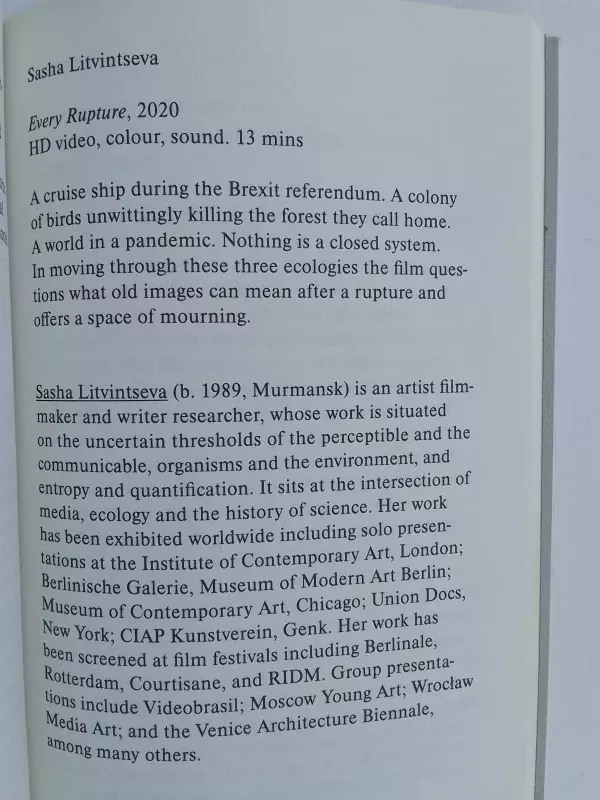 Sasha Litvintseva
Every Rupture, 2020
HD video, colour, sound. 13 mins
A cruise ship during the Brexit referendum. A colony
of birds unwittingly killing the forest they call home.
A world in a pandemic. Nothing is a closed system.
In moving through these three ecologies the film ques-
tions what old images can mean after a rupture and
offers a space of mourning.
Sasha Litvintseva (b. 1989, Murmansk) is an artist film-
maker and writer researcher, whose work is situated
on the uncertain thresholds of the perceptible and the
communicable, organisms and the environment, and
entropy and quantification. It sits at the intersection of
media, ecology and the history of science. Her work
has been exhibited worldwide including solo presen-
tations at the Institute of Contemporary Art, London;
Berlinische Galerie, Museum of Modern Art Berlin;
Museum of Contemporary Art, Chicago; Union Docs,
New York; CIAP Kunstverein, Genk. Her work has
been screened at film festivals including Berlinale,
Rotterdam, Courtisane, and RIDM. Group presenta-
tions include Videobrasil; Moscow Young Art; Wrocław
Media Art; and the Venice Architecture Biennale,
among many others.